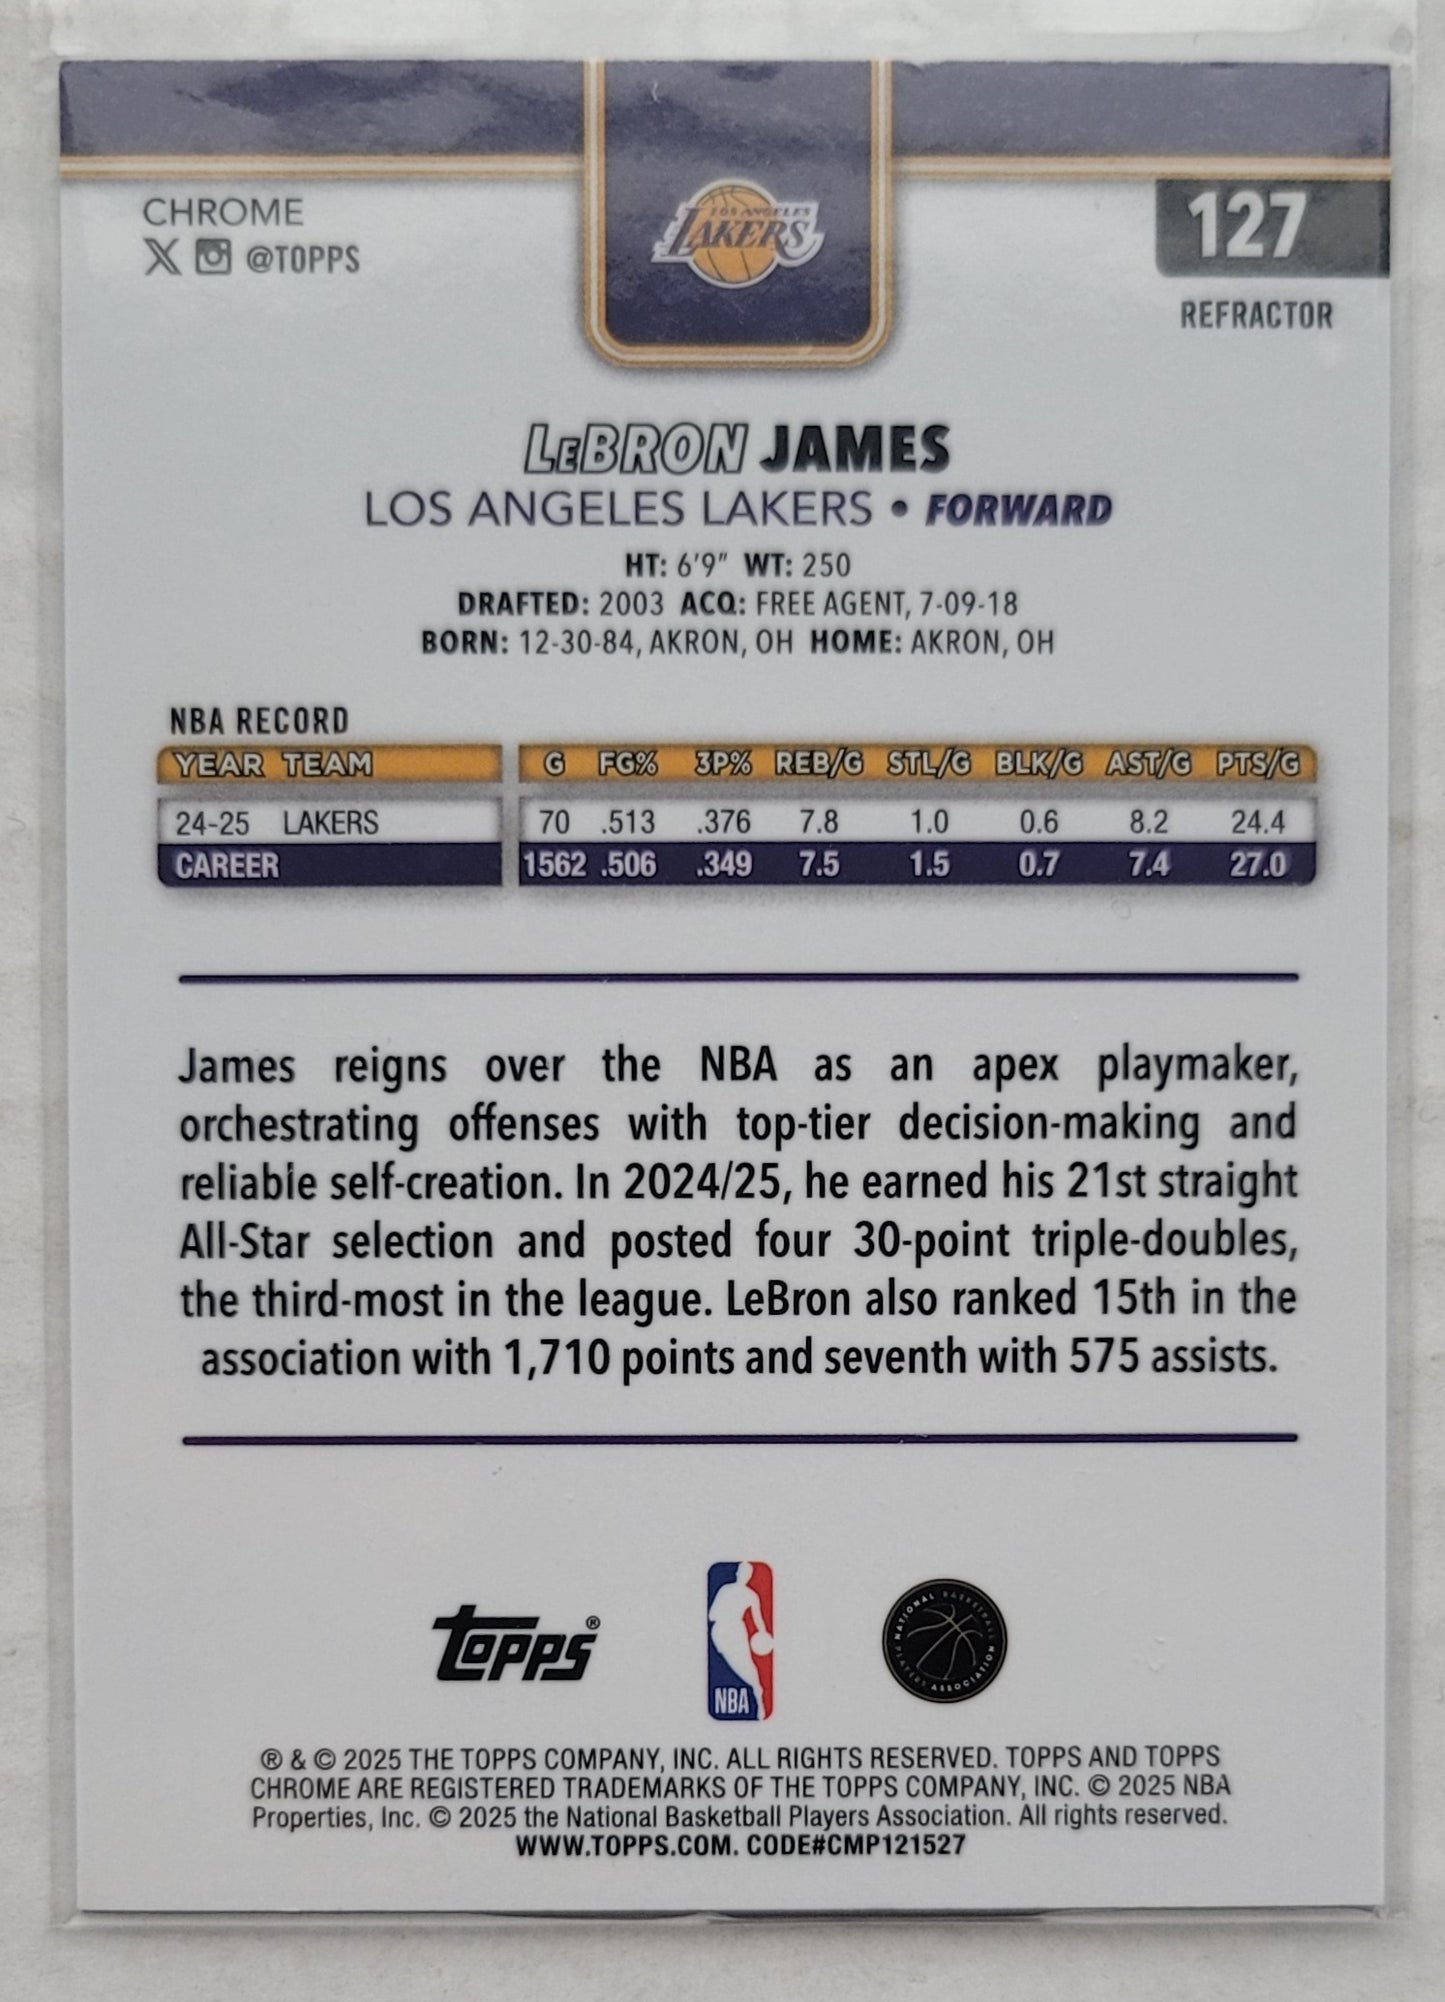 CHROME
@TOPPS
LOS ANGELES
LAKERS
127
REFRACTOR
LeBRON JAMES
LOS ANGELES LAKERS • FORWARD
HT: 6'9" WT: 250
DRAFTED: 2003 ACQ: FREE AGENT, 7-09-18
BORN: 12-30-84, AKRON, OH HOME: AKRON, OH
NBA RECORD
YEAR TEAM G FG% 3P% REB/G STL/G BLK/G AST/G PTS/G
24-25 LAKERS 70 .513 .376 7.8 1.0 0.6 8.2 24.4
CAREER 1562 .506 .349 7.5 1.5 0.7 7.4 27.0
James reigns over the NBA as an apex playmaker,
orchestrating offenses with top-tier decision-making and
reliable self-creation. In 2024/25, he earned his 21st straight
All-Star selection and posted four 30-point triple-doubles,
the third-most in the league. LeBron also ranked 15th in the
association with 1,710 points and seventh with 575 assists.
Topps®
NBA
NATIONAL BASKETBALL PLAYERS ASSOCIATION
® & © 2025 THE TOPPS COMPANY, INC. ALL RIGHTS RESERVED. TOPPS AND TOPPS
CHROME ARE REGISTERED TRADEMARKS OF THE TOPPS COMPANY, INC. © 2025 NBA
Properties, Inc. © 2025 the National Basketball Players Association. All rights reserved.
WWW.TOPPS.COM. CODE#CMP121527